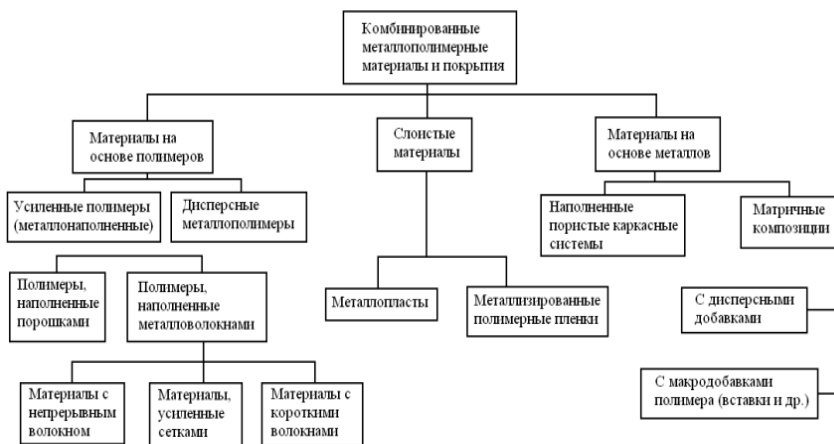 Комбинированные
металлополимерные
материалы и покрытия
Материалы на
основе полимеров
Слоистые
материалы
Материалы на
основе металлов
Усиленные полимеры
(металлонаполненные)
Дисперсные
металлополимеры
Наполненные
пористые каркасные
системы
Матричные
композиции
Полимеры,
наполненные
порошками
Полимеры,
наполненные
металловолокнами
Металлопласты
Металлизированные
полимерные пленки
С дисперсными
добавками
Материалы с
непрерывным
волокном
Материалы,
усиленные
сетками
Материалы с
короткими
волокнами
С макродобавками
полимера (вставки и др.)